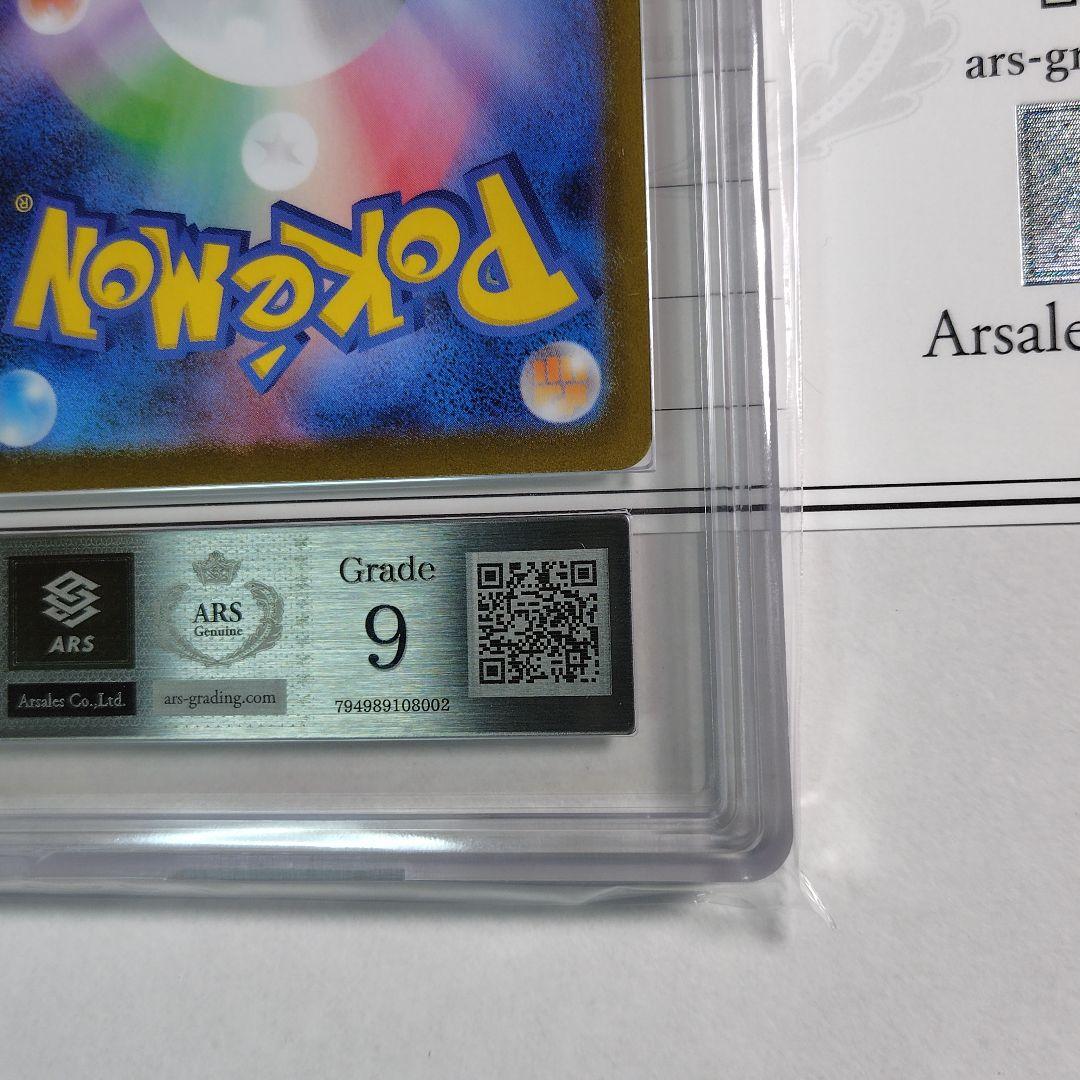 POKéMON
®
ars-gr
Arsale
ARS
Arsales Co.,Ltd.
ARS
Genuine
ars-grading.com
Grade
9
794989108002